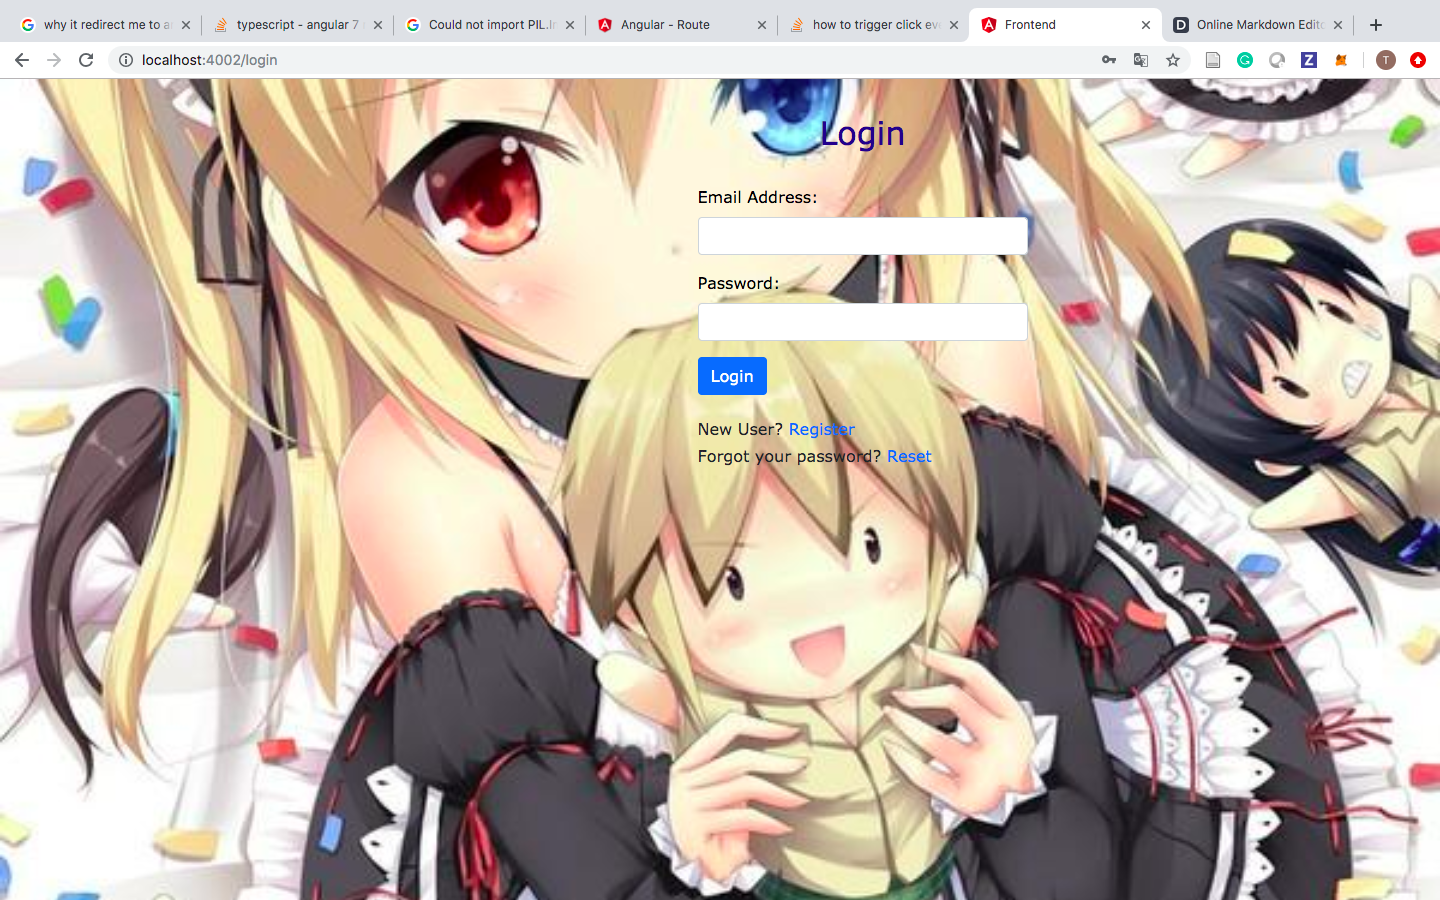 why it redirect me to a
typescript - angular 7
Could not import PIL.I
Angular - Route
how to trigger click eve
Frontend
Online Markdown Edit
localhost:4002/login
T
Login
Email Address:
Password:
Login
New User? Register
Forgot your password? Reset